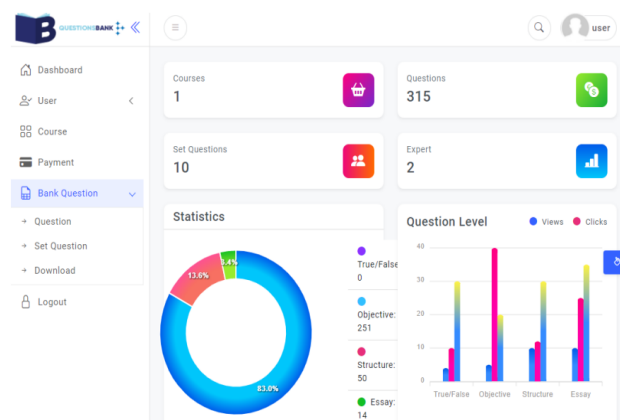 QUESTIONSBANK
user
Dashboard
User
Course
Payment
Bank Question
Question
Set Question
Download
Logout
Courses
1
Questions
315
Set Questions
10
Expert
2
Statistics
3.4%
13.6%
83.0%
True/False
0
Objective:
251
Structure:
50
Essay:
14
Question Level
Views
Clicks
40
30
20
10
0
True/False Objective Structure Essay